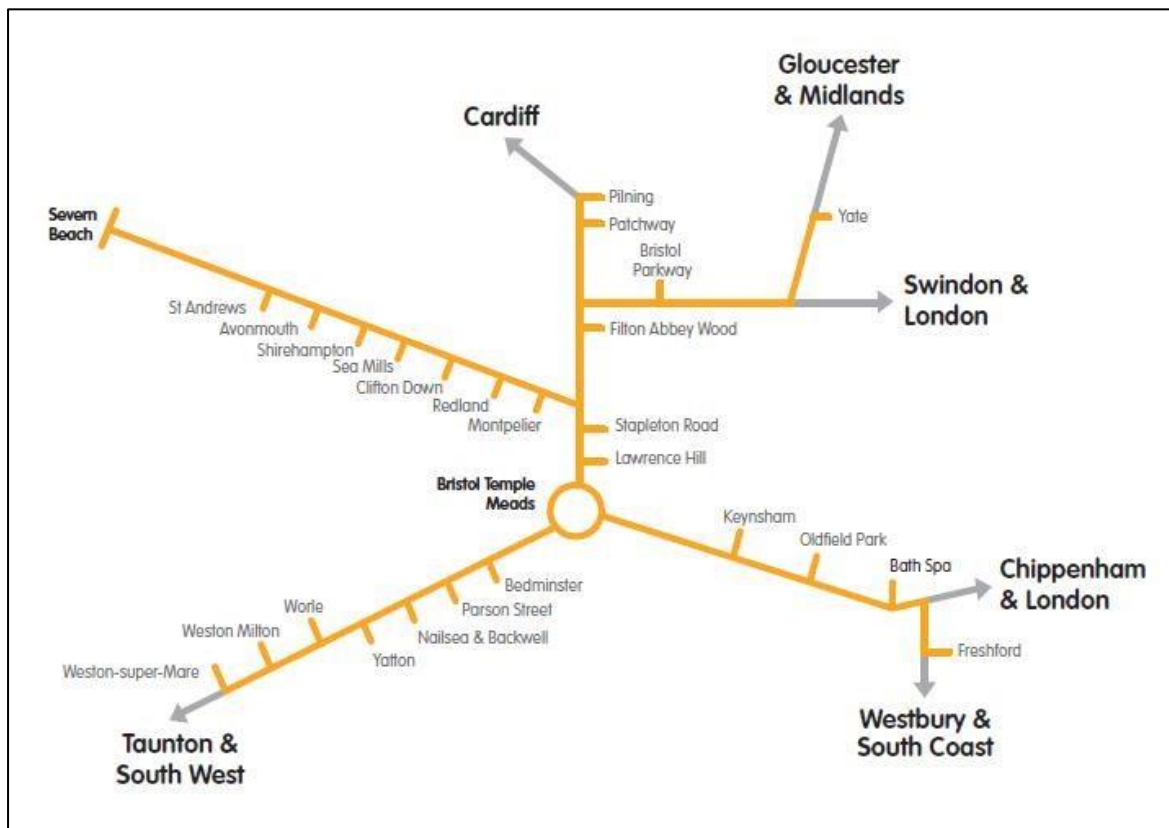 Gloucester
& Midlands
Cardiff
Pilning
Patchway
Yate
Severn
Beach
Bristol
Parkway
Swindon &
London
St Andrews
Avonmouth
Filton Abbey Wood
Shirehampton
Sea Mills
Clifton Down
Redland
Montpelier
Stapleton Road
Lawrence Hill
Bristol Temple
Meads
Keynsham
Oldfield Park
Bath Spa
Chippenham
& London
Bedminster
Parson Street
Worle
Nailsea & Backwell
Weston Milton
Yatton
Freshford
Weston-super-Mare
Westbury &
South Coast
Taunton &
South West